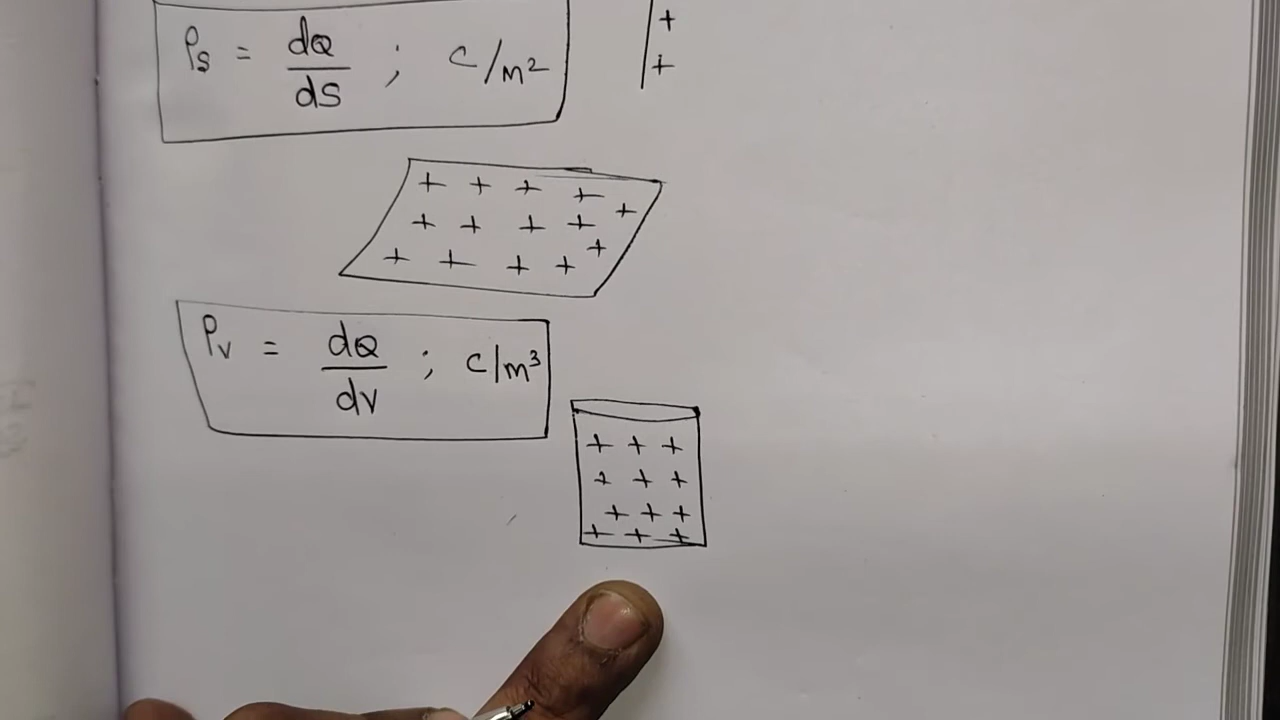 ρs = dQ/ds ; C/m²
+
+
+ + + +
+
+ + + +
+
+ + + +
ρv = dQ/dv ; C/m³
+ + +
+ + +
+ + +
+ + +